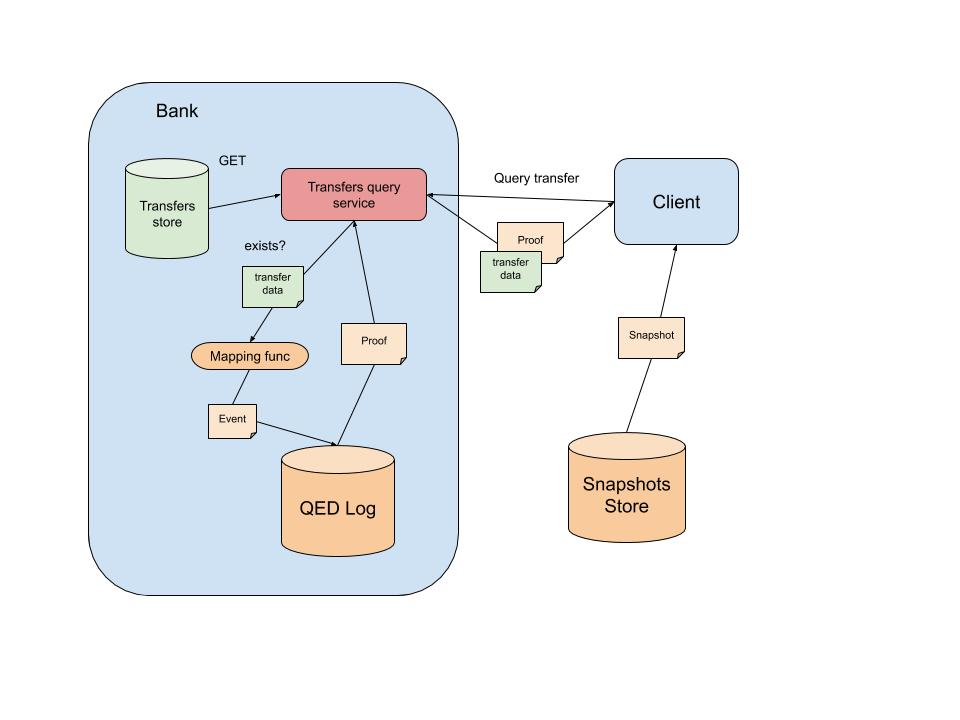 Bank
GET
Transfers
store
Transfers query
service
Query transfer
Client
exists?
Proof
transfer
data
transfer
data
Proof
Snapshot
Mapping func
Event
QED Log
Snapshots
Store